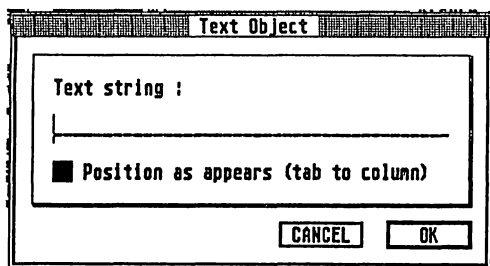 Text Object
Text string :
Position as appears (tab to column)
CANCEL OK